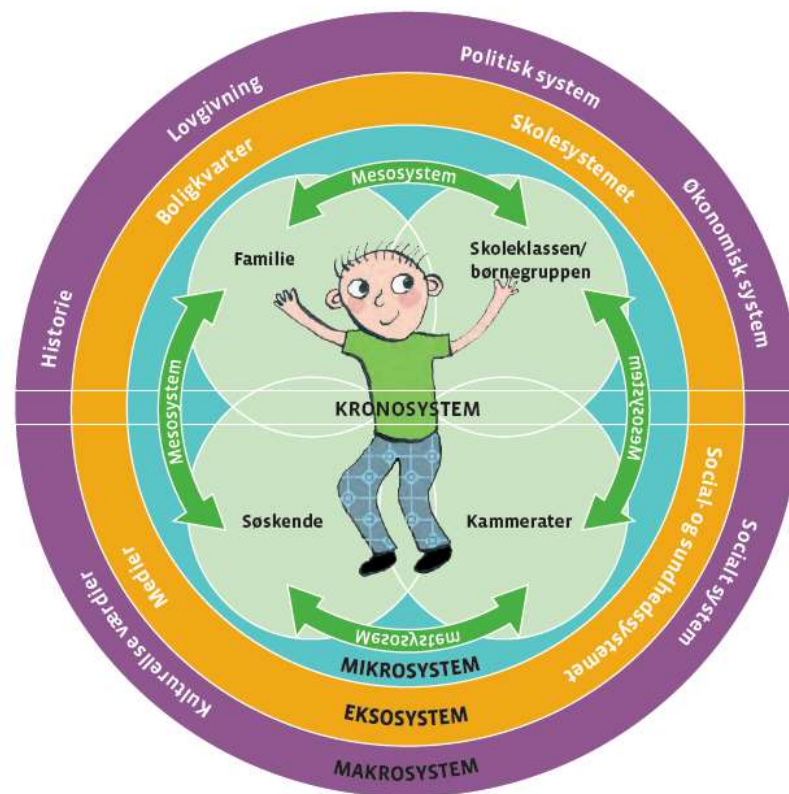 Politisk system
Lovgivning
Skolesystemet
Boligkvarter
Mesosystem
Økonomisk system
Familie
Skoleklassen/
børnegruppen
Historie
Mesosystem
Mesosystem
KRONOSYSTEM
Søskende
Kammerater
Social- og sundhedssystemet
Socialt system
Medier
Kulturellse værdier
Mesosystem
MIKROSYSTEM
EKSOSYSTEM
MAKROSYSTEM